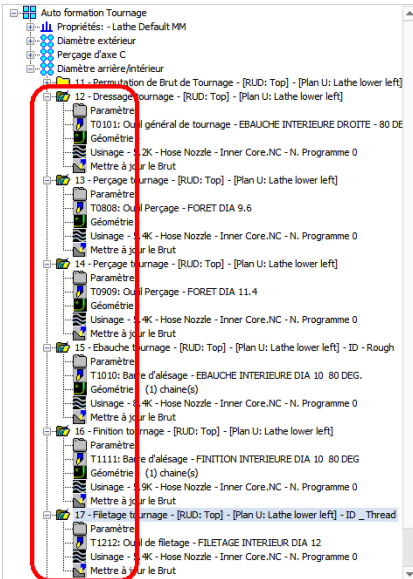 Auto formation Tournage
Propriétés: - Lathe Default MM
Diamètre extérieur
Perçage d'axe C
Diamètre arrière/intérieur
11 - Permutation de Brut de Tournage - [RUD: Top] - [Plan U: Lathe lower left]
12 - Dressage tournage - [RUD: Top] - [Plan U: Lathe lower left]
Paramètre
T0101: Outil général de tournage - EBAUCHE INTERIEURE DROITE - 80 DE
Géométrie
Usinage - 5.2K - Hose Nozzle - Inner Core.NC - N. Programme 0
Mettre à jour le Brut
13 - Perçage tournage - [RUD: Top] - [Plan U: Lathe lower left]
Paramètre
T0808: Outil Perçage - FORET DIA 9.6
Géométrie
Usinage - 5.4K - Hose Nozzle - Inner Core.NC - N. Programme 0
Mettre à jour le Brut
14 - Perçage tournage - [RUD: Top] - [Plan U: Lathe lower left]
Paramètre
T0909: Outil Perçage - FORET DIA 11.4
Géométrie
Usinage - 5.4K - Hose Nozzle - Inner Core.NC - N. Programme 0
Mettre à jour le Brut
15 - Ebauche tournage - [RUD: Top] - [Plan U: Lathe lower left] - ID - Rough
Paramètre
T1010: Barre d'alésage - EBAUCHE INTERIEURE DIA 10 80 DEG.
Géométrie - (1) chaine(s)
Usinage - 8.4K - Hose Nozzle - Inner Core.NC - N. Programme 0
Mettre à jour le Brut
16 - Finition tournage - [RUD: Top] - [Plan U: Lathe lower left]
Paramètre
T1111: Barre d'alésage - FINITION INTERIEURE DIA 10 80 DEG
Géométrie - (1) chaine(s)
Usinage - 5.9K - Hose Nozzle - Inner Core.NC - N. Programme 0
Mettre à jour le Brut
17 - Filetage tournage - [RUD: Top] - [Plan U: Lathe lower left] - ID _ Thread
Paramètre
T1212: Outil de filetage - FILETAGE INTERIEUR DIA 12
Usinage - 5.4K - Hose Nozzle - Inner Core.NC - N. Programme 0
Mettre à jour le Brut